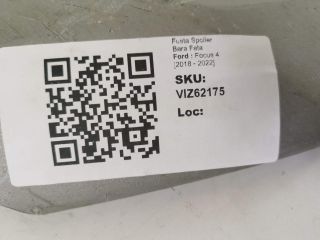 Fusta Spoiler
Bara Fata
Ford : Focus 4
[2018 - 2022]
SKU:
VIZ62175
Loc: